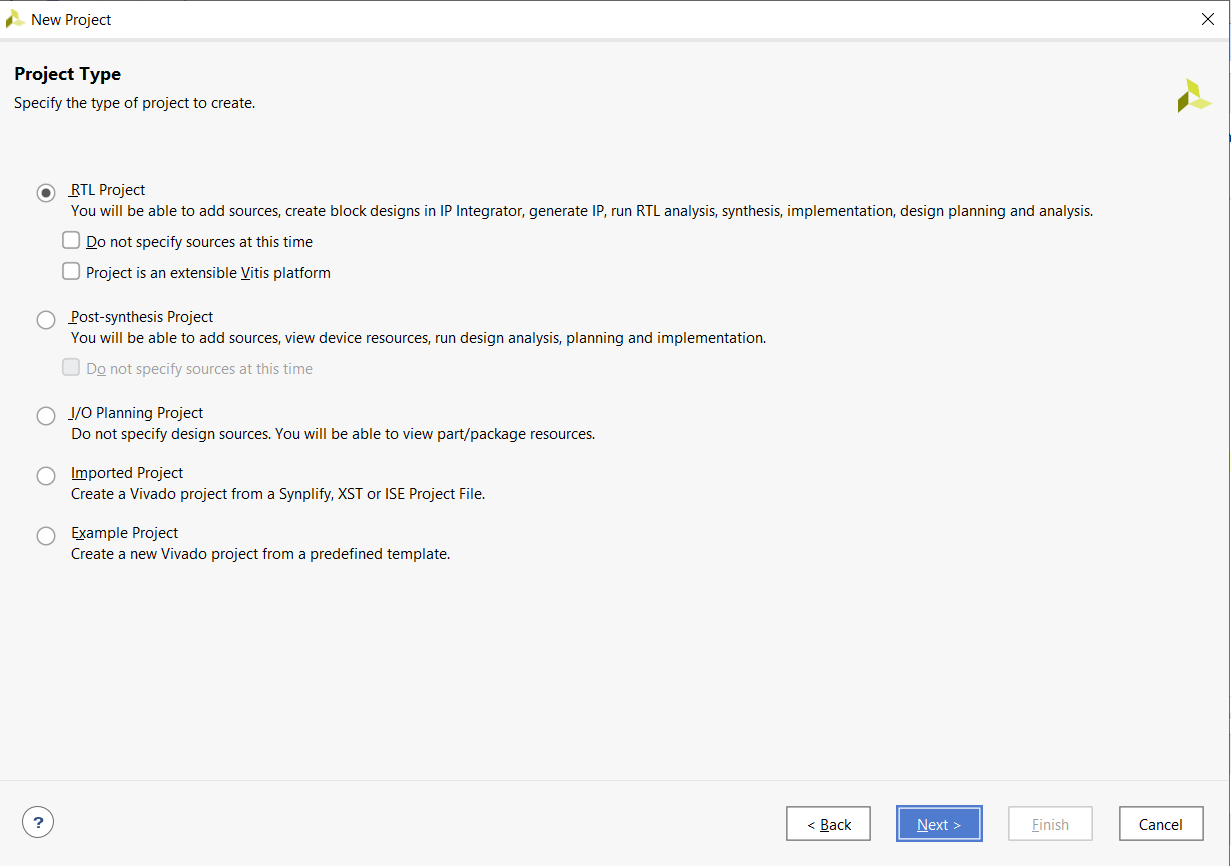 New Project
Project Type
Specify the type of project to create.
RTL Project
You will be able to add sources, create block designs in IP Integrator, generate IP, run RTL analysis, synthesis, implementation, design planning and analysis.
Do not specify sources at this time
Project is an extensible Vitis platform
Post-synthesis Project
You will be able to add sources, view device resources, run design analysis, planning and implementation.
Do not specify sources at this time
I/O Planning Project
Do not specify design sources. You will be able to view part/package resources.
Imported Project
Create a Vivado project from a Synplify, XST or ISE Project File.
Example Project
Create a new Vivado project from a predefined template.
? < Back Next > Finish Cancel